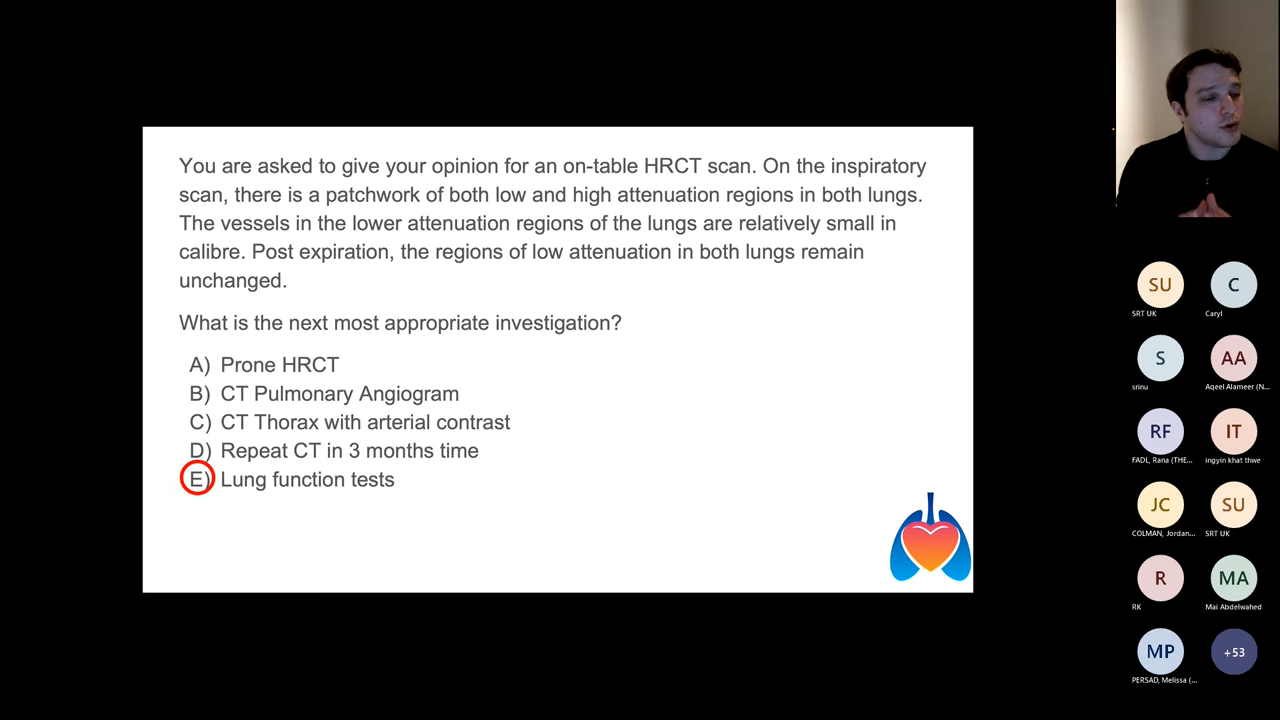 You are asked to give your opinion for an on-table HRCT scan. On the inspiratory
scan, there is a patchwork of both low and high attenuation regions in both lungs.
The vessels in the lower attenuation regions of the lungs are relatively small in
calibre. Post expiration, the regions of low attenuation in both lungs remain
unchanged.
What is the next most appropriate investigation?
A) Prone HRCT
B) CT Pulmonary Angiogram
C) CT Thorax with arterial contrast
D) Repeat CT in 3 months time
E) Lung function tests
SU
C
SRT UK
Caryl
S
AA
srinu
Aqeel Alameer (N...
RF
IT
FADL, Rana (THE...
ingyin khat thwe
JC
SU
COLMAN, Jordan...
SRT UK
R
MA
RK
Mai Abdelwahed
MP
+53
PERSAD, Melissa (...